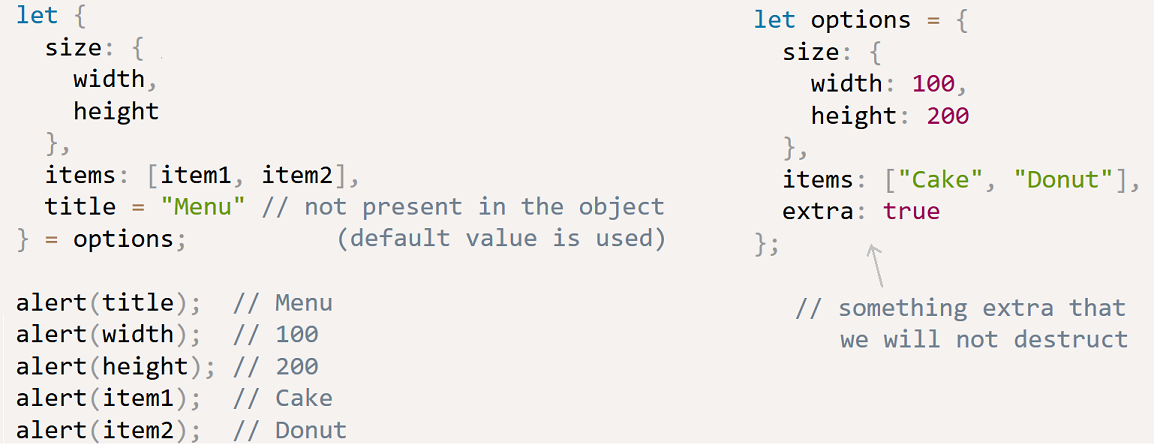 let {
  size: {
    width,
    height
  },
  items: [item1, item2],
  title = "Menu" // not present in the object
} = options;          (default value is used)

alert(title);  // Menu
alert(width);  // 100
alert(height); // 200
alert(item1);  // Cake
alert(item2);  // Donut

let options = {
  size: {
    width: 100,
    height: 200
  },
  items: ["Cake", "Donut"],
  extra: true
};
// something extra that
we will not destruct